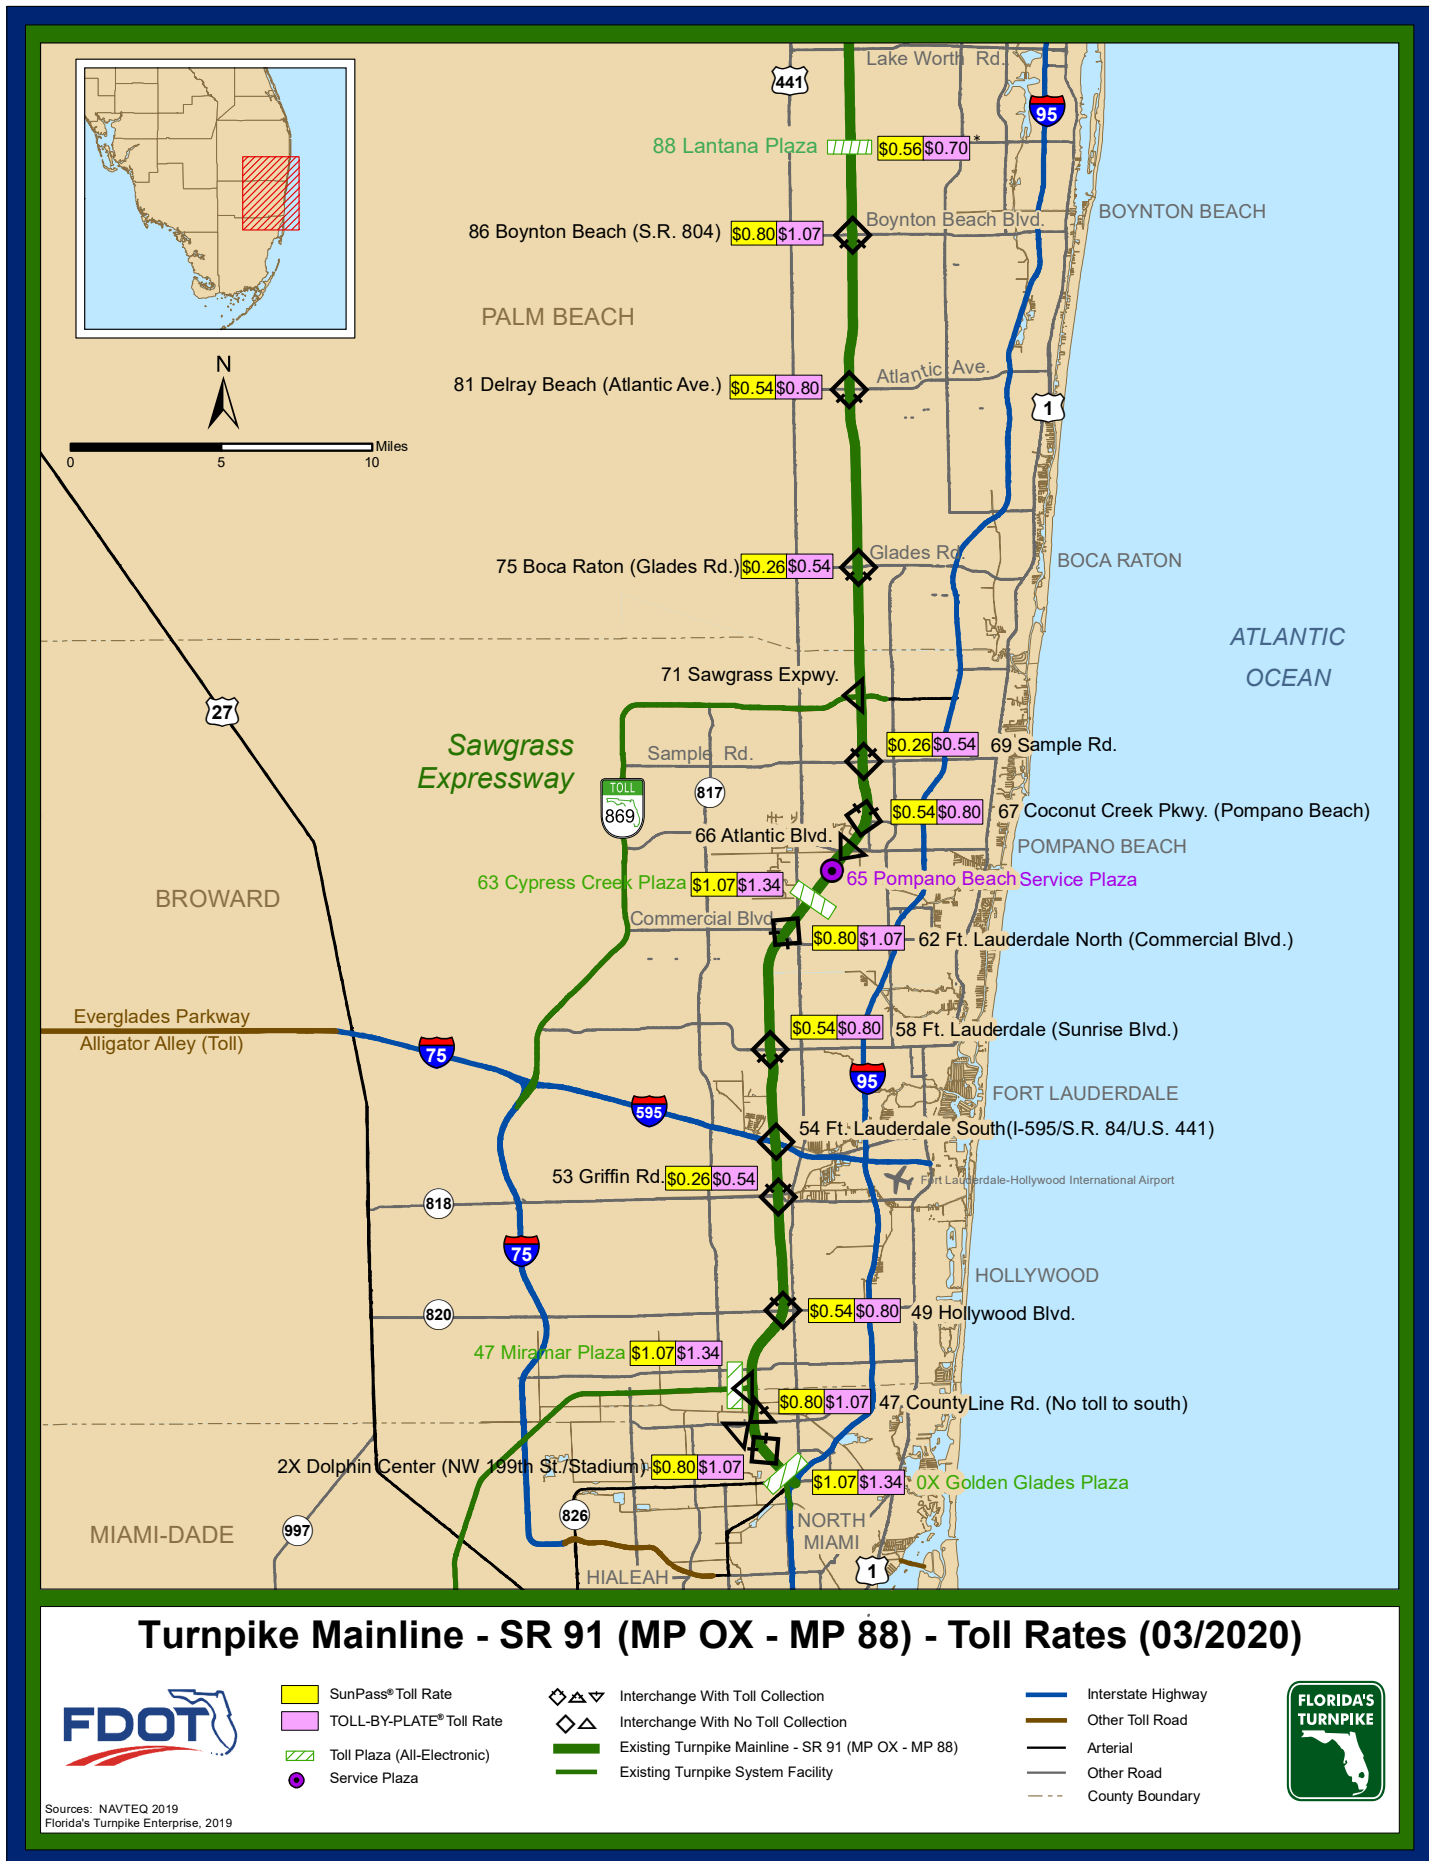 Lake Worth Rd.
441
95
88 Lantana Plaza $0.56 $0.70 *
BOYNTON BEACH
Boynton Beach Blvd.
86 Boynton Beach (S.R. 804) $0.80 $1.07
PALM BEACH
N
Atlantic Ave.
81 Delray Beach (Atlantic Ave.) $0.54 $0.80
1
Miles
0 5 10
Glades Rd.
75 Boca Raton (Glades Rd.) $0.26 $0.54
BOCA RATON
ATLANTIC
OCEAN
71 Sawgrass Expwy.
27
Sawgrass
Expressway
Sample Rd.
$0.26 $0.54 69 Sample Rd.
TOLL
869
817
$0.54 $0.80 67 Coconut Creek Pkwy. (Pompano Beach)
66 Atlantic Blvd.
POMPANO BEACH
63 Cypress Creek Plaza $1.07 $1.34
65 Pompano Beach Service Plaza
BROWARD
Commercial Blvd
$0.80 $1.07 62 Ft. Lauderdale North (Commercial Blvd.)
Everglades Parkway
Alligator Alley (Toll)
$0.54 $0.80 58 Ft. Lauderdale (Sunrise Blvd.)
75
95
FORT LAUDERDALE
595
54 Ft. Lauderdale South(I-595/S.R. 84/U.S. 441)
53 Griffin Rd. $0.26 $0.54
Fort Lauderdale-Hollywood International Airport
818
75
HOLLYWOOD
820
$0.54 $0.80 49 Hollywood Blvd.
47 Miramar Plaza $1.07 $1.34
$0.80 $1.07 47 CountyLine Rd. (No toll to south)
2X Dolphin Center (NW 199th St./Stadium) $0.80 $1.07
$1.07 $1.34 0X Golden Glades Plaza
826
NORTH
MIAMI
997
MIAMI-DADE
1
HIALEAH
Turnpike Mainline - SR 91 (MP OX - MP 88) - Toll Rates (03/2020)
FDOT
SunPass® Toll Rate
TOLL-BY-PLATE® Toll Rate
Toll Plaza (All-Electronic)
Service Plaza
Interchange With Toll Collection
Interchange With No Toll Collection
Existing Turnpike Mainline - SR 91 (MP OX - MP 88)
Existing Turnpike System Facility
Interstate Highway
Other Toll Road
Arterial
Other Road
County Boundary
FLORIDA'S
TURNPIKE
Sources: NAVTEQ 2019
Florida's Turnpike Enterprise, 2019